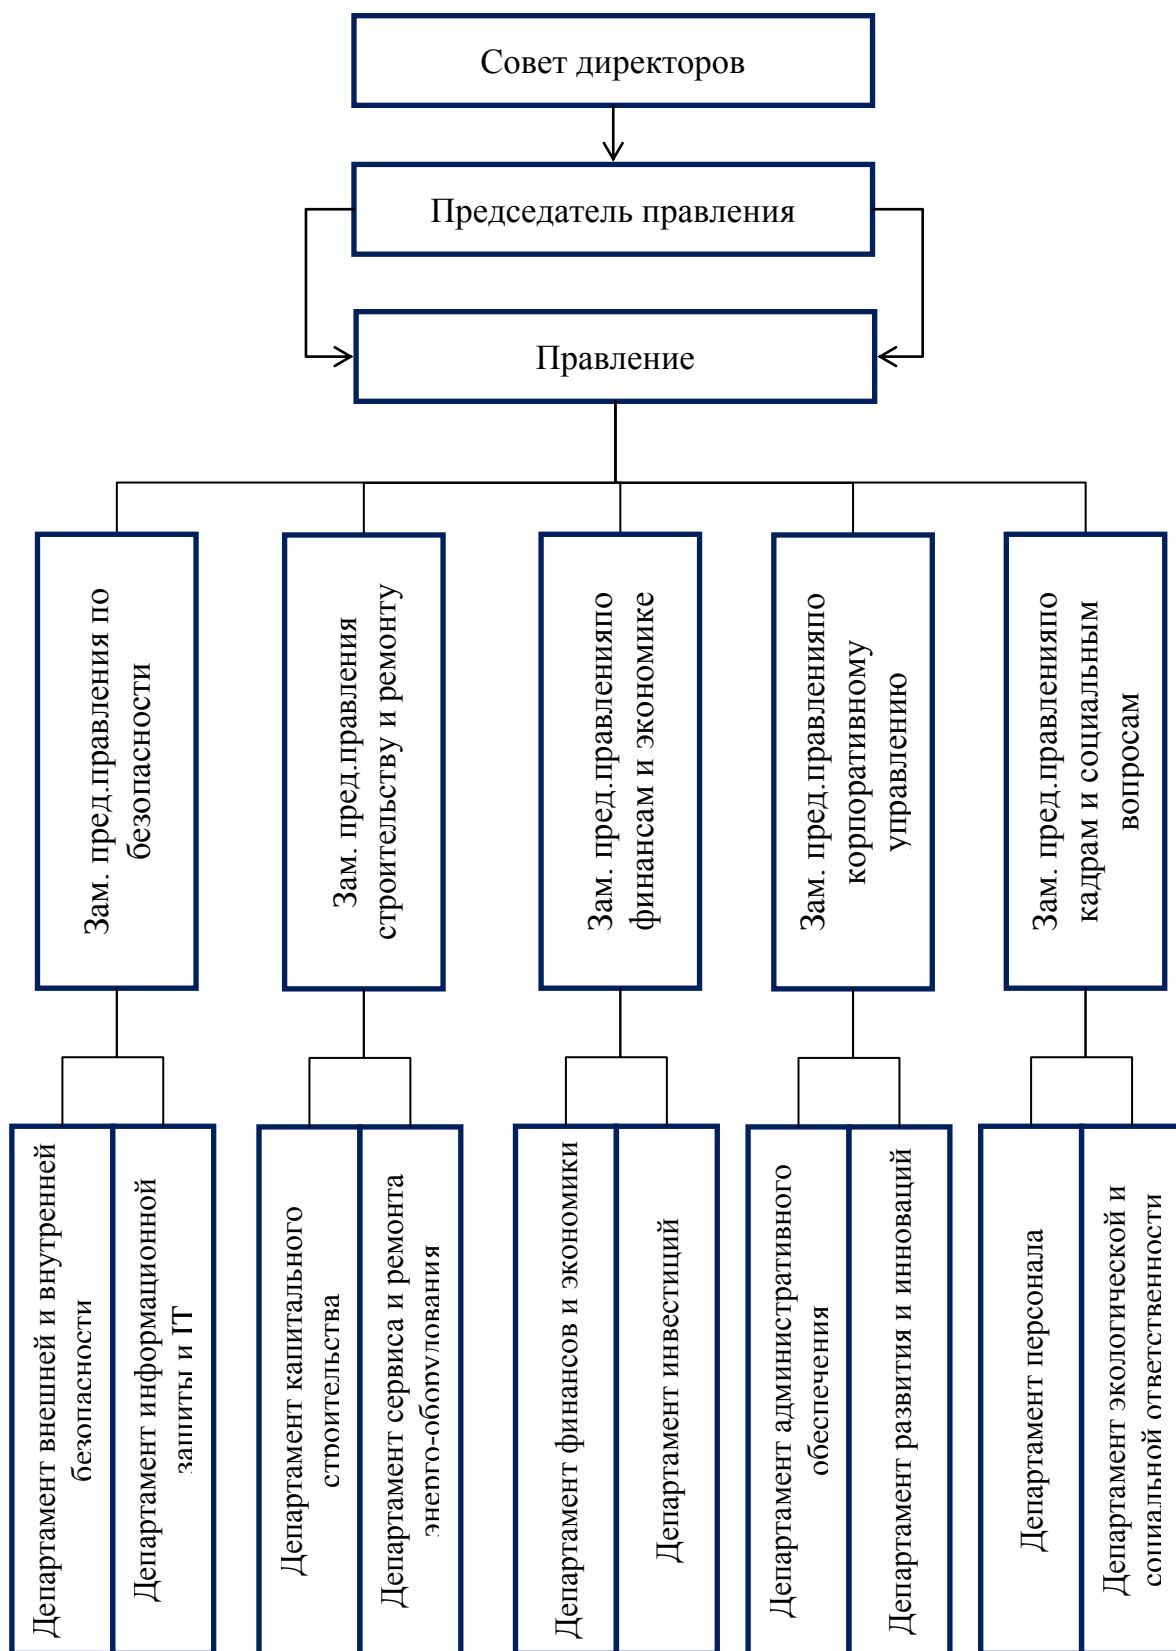 Совет директоров
Председатель правления
Правление
Зам. пред.правления по
безопасности
Зам. пред.правления
строительству и ремонту
Зам. пред.правленияпо
финансам и экономике
Зам. пред.правленияпо
корпоративному
управлению
Зам. пред.правленияпо
кадрам и социальным
вопросам
Департамент внешней и внутренней
безопасности
Департамент информационной
защиты и IT
Департамент капитального
строительства
Департамент сервиса и ремонта
энерго-оборудования
Департамент финансов и экономики
Департамент инвестиций
Департамент административного
обеспечения
Департамент развития и инноваций
Департамент персонала
Департамент экологической и
социальной ответственности